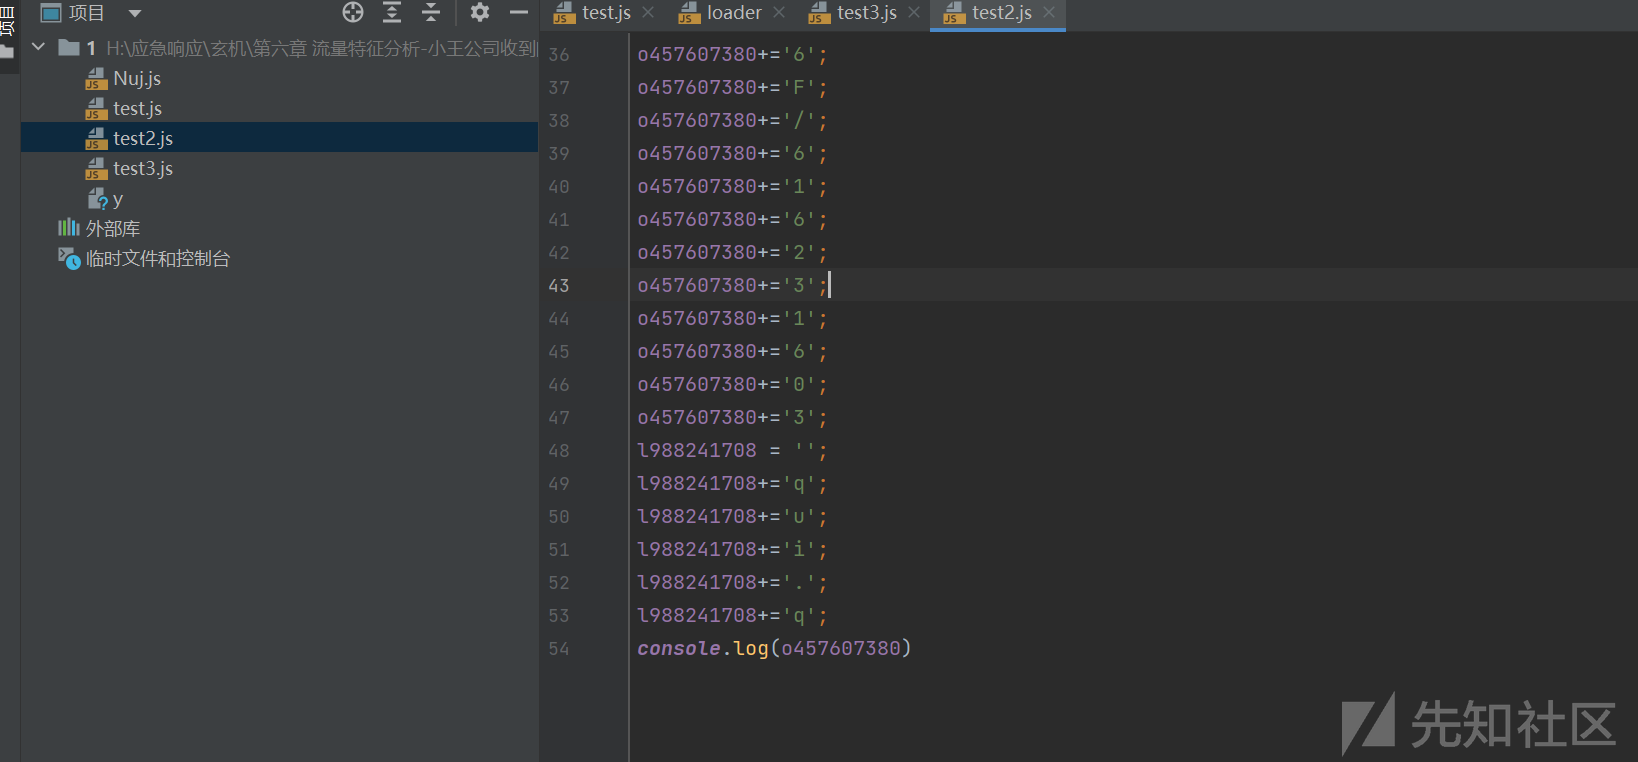 项目
项目
test.js
loader
test3.js
test2.js
1 H:\应急响应\玄机\第六章 流量特征分析-小王公司收到
Nuj.js
test.js
test2.js
test3.js
y
外部库
临时文件和控制台
36 o457607380+='6';
37 o457607380+='F';
38 o457607380+='/';
39 o457607380+='6';
40 o457607380+='1';
41 o457607380+='6';
42 o457607380+='2';
43 o457607380+='3';
44 o457607380+='1';
45 o457607380+='6';
46 o457607380+='0';
47 o457607380+='3';
48 l988241708 = '';
49 l988241708+='q';
50 l988241708+='u';
51 l988241708+='i';
52 l988241708+='.';
53 l988241708+='q';
54 console.log(o457607380)
先知社区